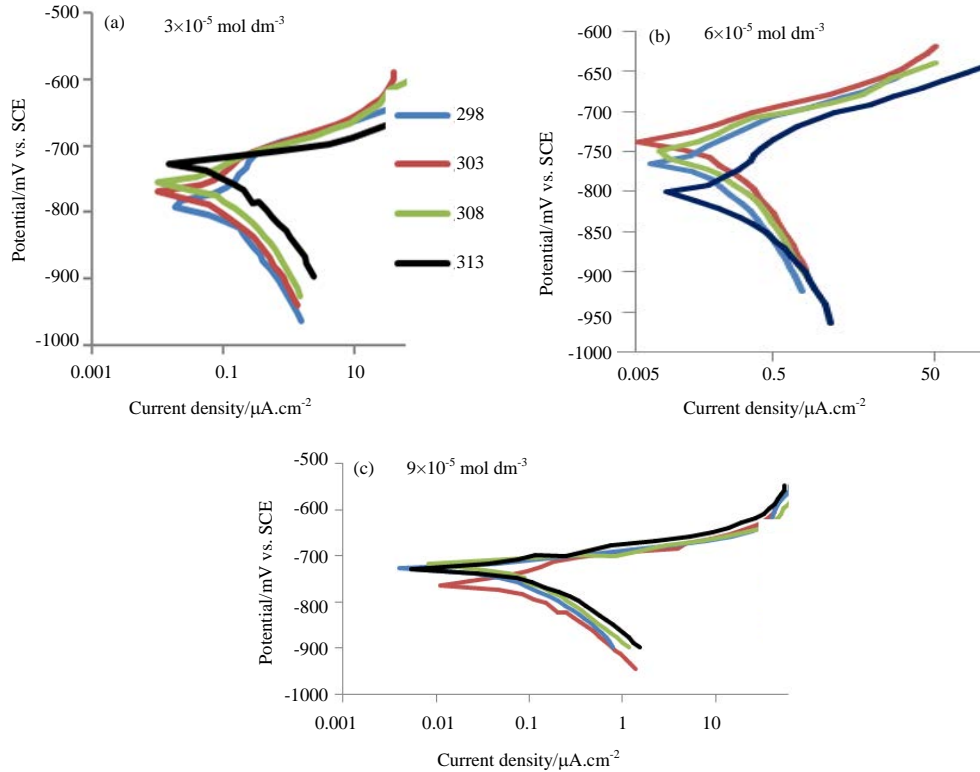 (a) 3×10⁻⁵ mol dm⁻³
-500
-600
-700
-800
-900
-1000
Potential/mV vs. SCE
0.001 0.1 10
Current density/µA.cm⁻²
298
303
308
313
(b) 6×10⁻⁵ mol dm⁻³
-600
-650
-700
-750
-800
-850
-900
-950
-1000
Potential/mV vs. SCE
0.005 0.5 50
Current density/µA.cm⁻²
(c) 9×10⁻⁵ mol dm⁻³
-500
-600
-700
-800
-900
-1000
Potential/mV vs. SCE
0.001 0.01 0.1 1 10
Current density/µA.cm⁻²